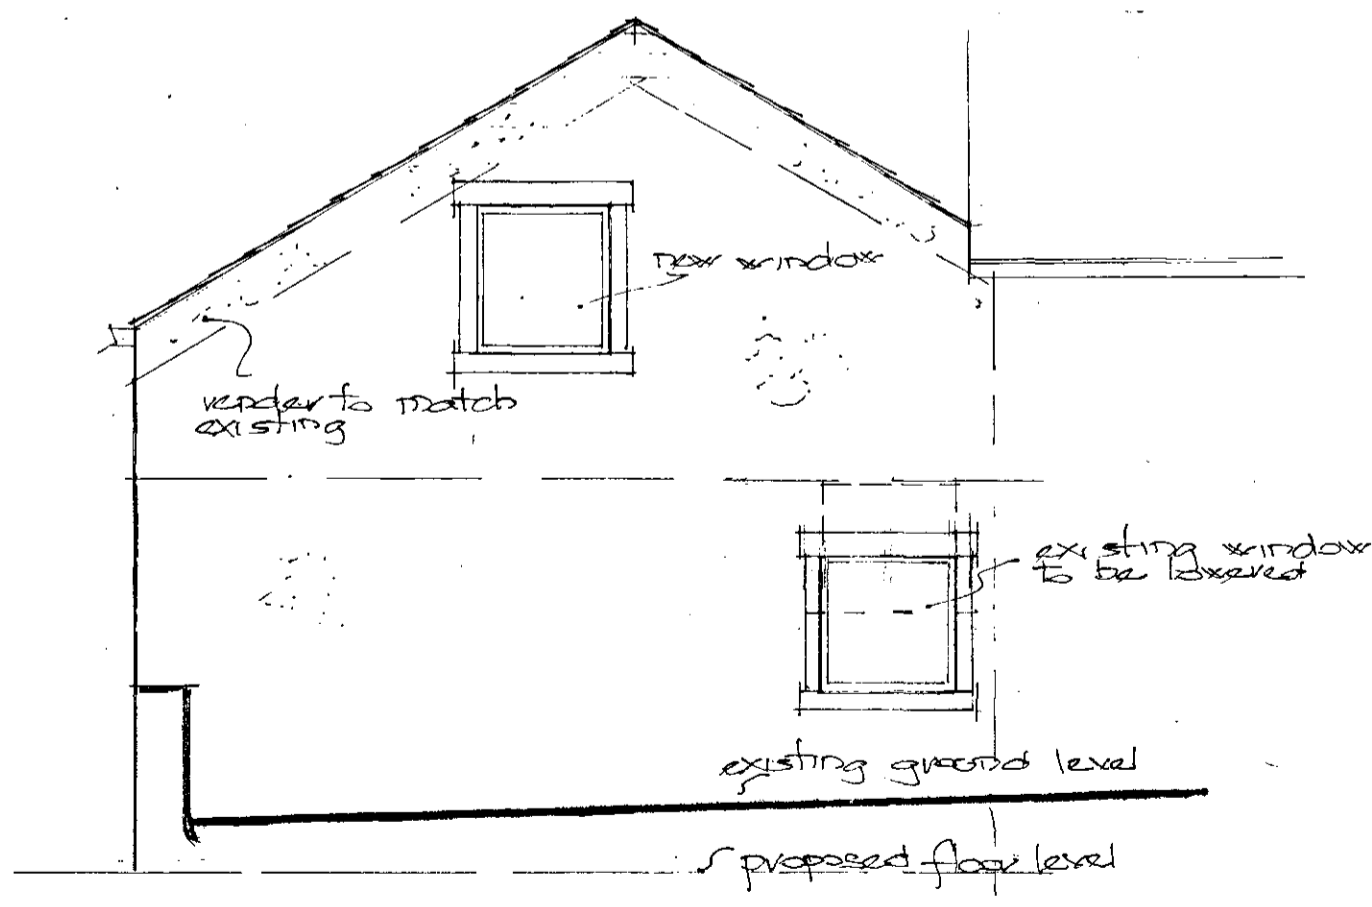 new window
render to match
existing
existing window
to be lowered
existing ground level
proposed floor level